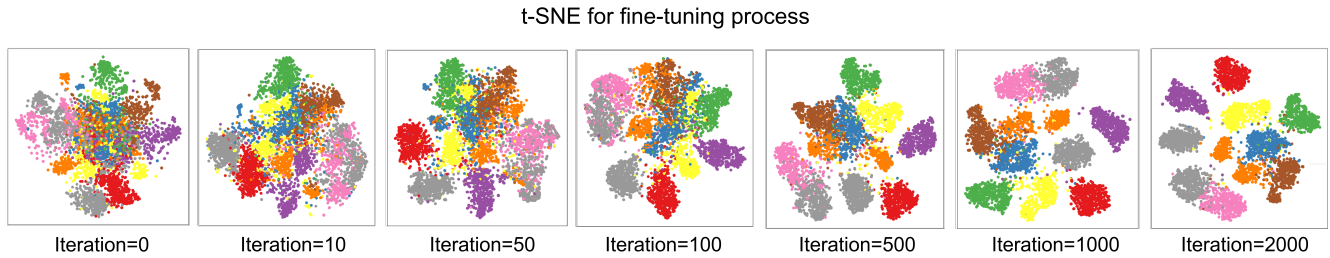 t-SNE for fine-tuning process
Iteration=0 Iteration=10 Iteration=50 Iteration=100 Iteration=500 Iteration=1000 Iteration=2000